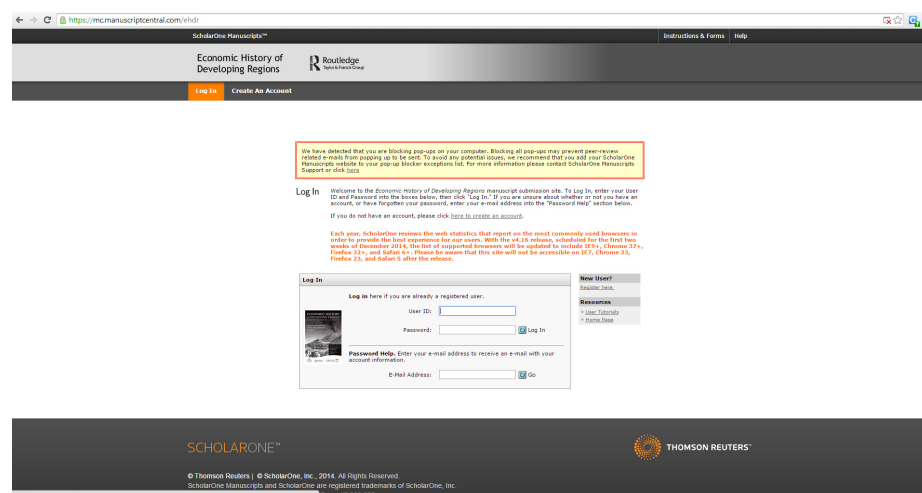 https://mc.manuscriptcentral.com/ehdr
ScholarOne Manuscripts™
Instructions & Forms
Help
Economic History of
Developing Regions
R Routledge
Taylor & Francis Group
Log In
Create An Account
We have detected that you are blocking pop-ups on your computer. Blocking all pop-ups may prevent peer-review
related e-mails from popping up to be sent. To avoid any potential issues, we recommend that you add your ScholarOne
Manuscripts website to your pop-up blocker exceptions list. For more information please contact ScholarOne Manuscripts
Support or click here
Log In
Welcome to the Economic History of Developing Regions manuscript submission site. To Log In, enter your User
ID and Password into the boxes below, then click "Log In." If you are unsure about whether or not you have an
account, or have forgotten your password, enter your e-mail address into the "Password Help" section below.
If you do not have an account, please click here to create an account.
Each year, ScholarOne reviews the web statistics that report on the most commonly used browsers in
order to provide the best experience for our users. With the v4.16 release, scheduled for the first two
weeks of December 2014, the list of supported browsers will be updated to include IE9+, Chrome 37+,
Firefox 32+, and Safari 6+. Please be aware that this site will not be accessible on IE7, Chrome 33,
Firefox 23, and Safari 5 after the release.
Log In
Log in here if you are already a registered user.
User ID:
Password:
Log In
Password Help. Enter your e-mail address to receive an e-mail with your
account information.
E-Mail Address:
Go
New User?
Register here.
Resources
User Tutorials
Home Page
ECONOMIC HISTORY
SCHOLARONE™
THOMSON REUTERS
© Thomson Reuters | © ScholarOne, Inc., 2014. All Rights Reserved.
ScholarOne Manuscripts and ScholarOne are registered trademarks of ScholarOne, Inc.